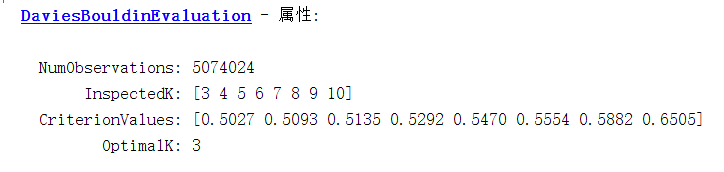 DaviesBouldinEvaluation - 属性:
NumObservations: 5074024
InspectedK: [3 4 5 6 7 8 9 10]
CriterionValues: [0.5027 0.5093 0.5135 0.5292 0.5470 0.5554 0.5882 0.6505]
OptimalK: 3